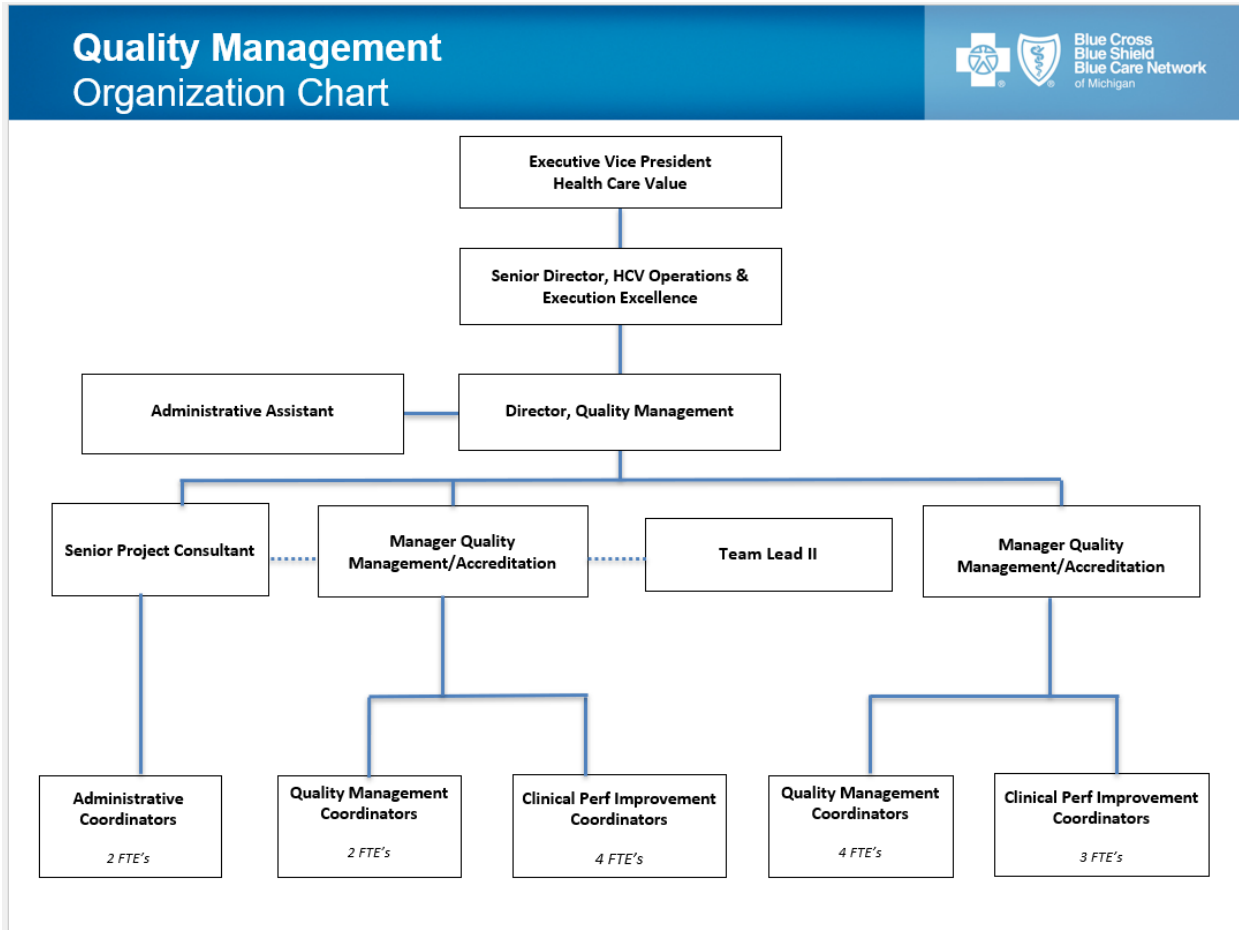 Quality Management
Organization Chart
Blue Cross
Blue Shield
Blue Care Network
of Michigan
Executive Vice President
Health Care Value
Senior Director, HCV Operations &
Execution Excellence
Administrative Assistant
Director, Quality Management
Senior Project Consultant
Manager Quality
Management/Accreditation
Team Lead II
Manager Quality
Management/Accreditation
Administrative
Coordinators
2 FTE's
Quality Management
Coordinators
2 FTE's
Clinical Perf Improvement
Coordinators
4 FTE's
Quality Management
Coordinators
4 FTE's
Clinical Perf Improvement
Coordinators
3 FTE's